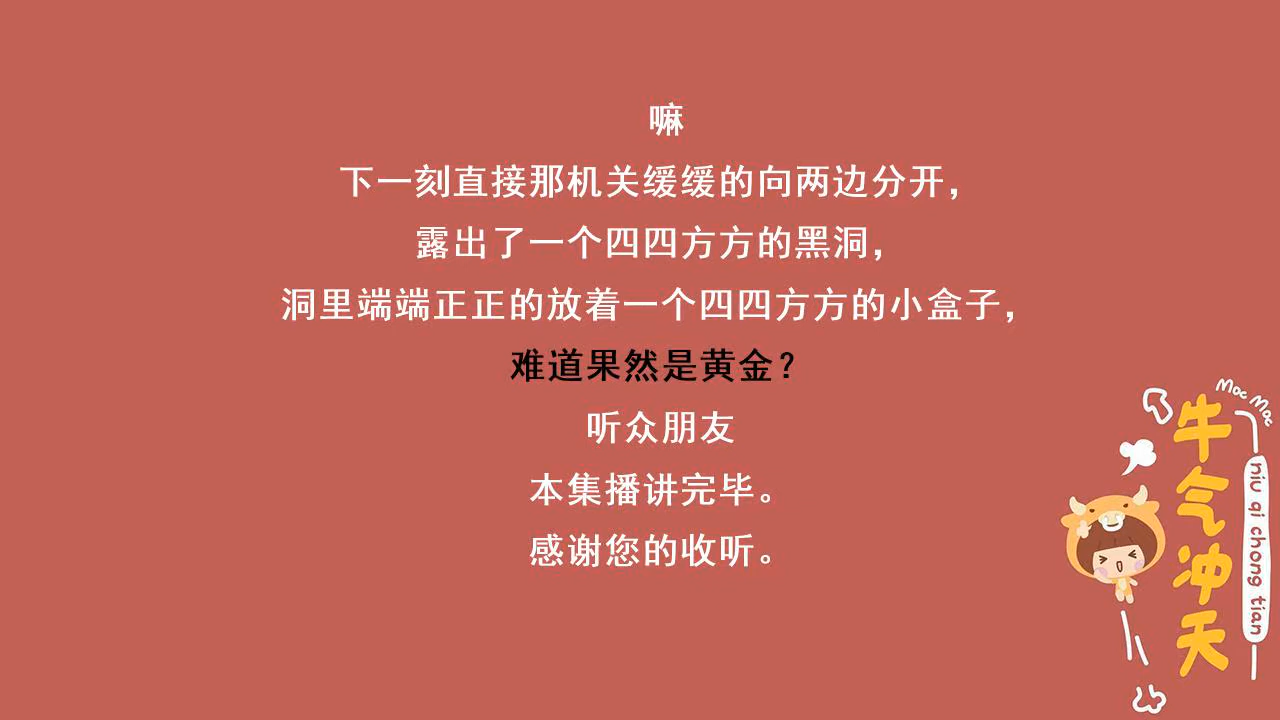 嘛
下一刻直接那机关缓缓的向两边分开，
露出了一个四四方方的黑洞，
洞里端端正正的放着一个四四方方的小盒子，
难道果然是黄金？
听众朋友
本集播讲完毕。
感谢您的收听。
Moc Moc
牛气冲天
niu qi chong tian